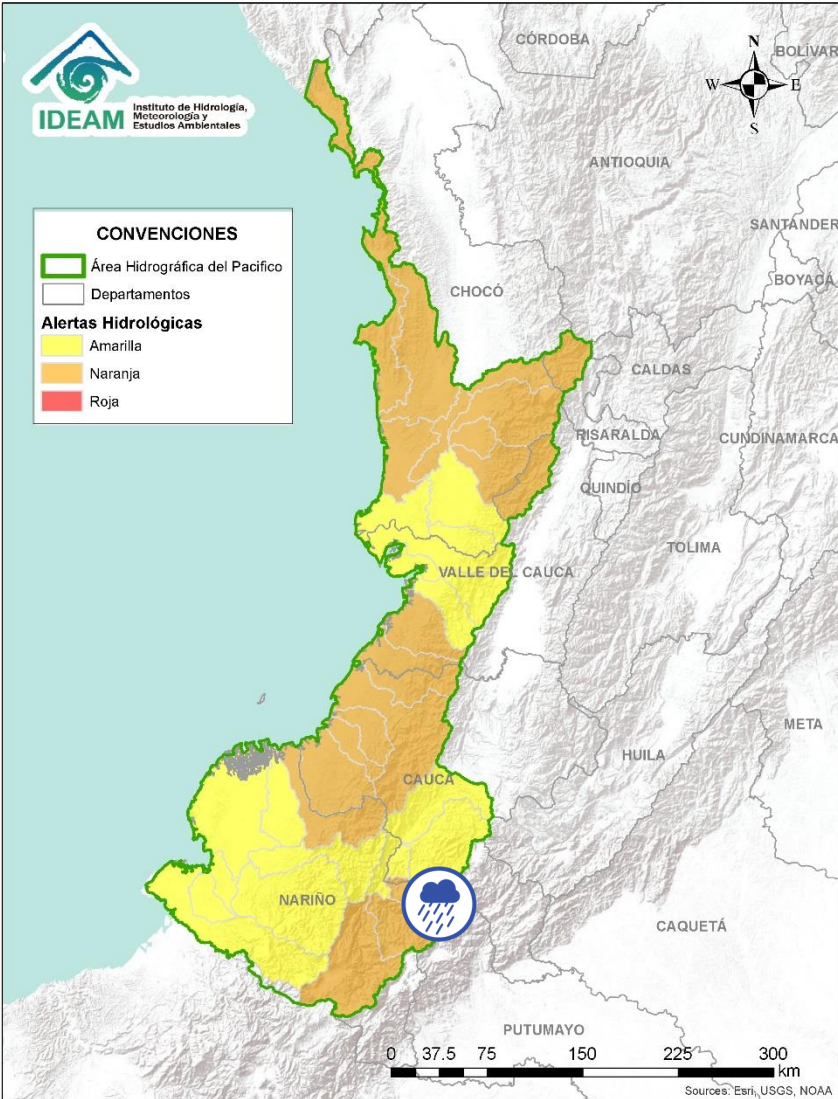 IDEAM
Instituto de Hidrología,
Meteorología y
Estudios Ambientales
CÓRDOBA
BOLÍVAR
N
W
E
S
ANTIOQUIA
SANTANDER
BOYACÁ
CONVENCIONES
Área Hidrográfica del Pacifico
Departamentos
Alertas Hidrológicas
Amarilla
Naranja
Roja
CHOCÓ
CALDAS
RISARALDA
CUNDINAMARCA
QUINDÍO
TOLIMA
VALLE DEL CAUCA
META
HUILA
CAUCA
NARIÑO
CAQUETÁ
PUTUMAYO
0 37.5 75 150 225 300
km
Sources: Esri, USGS, NOAA